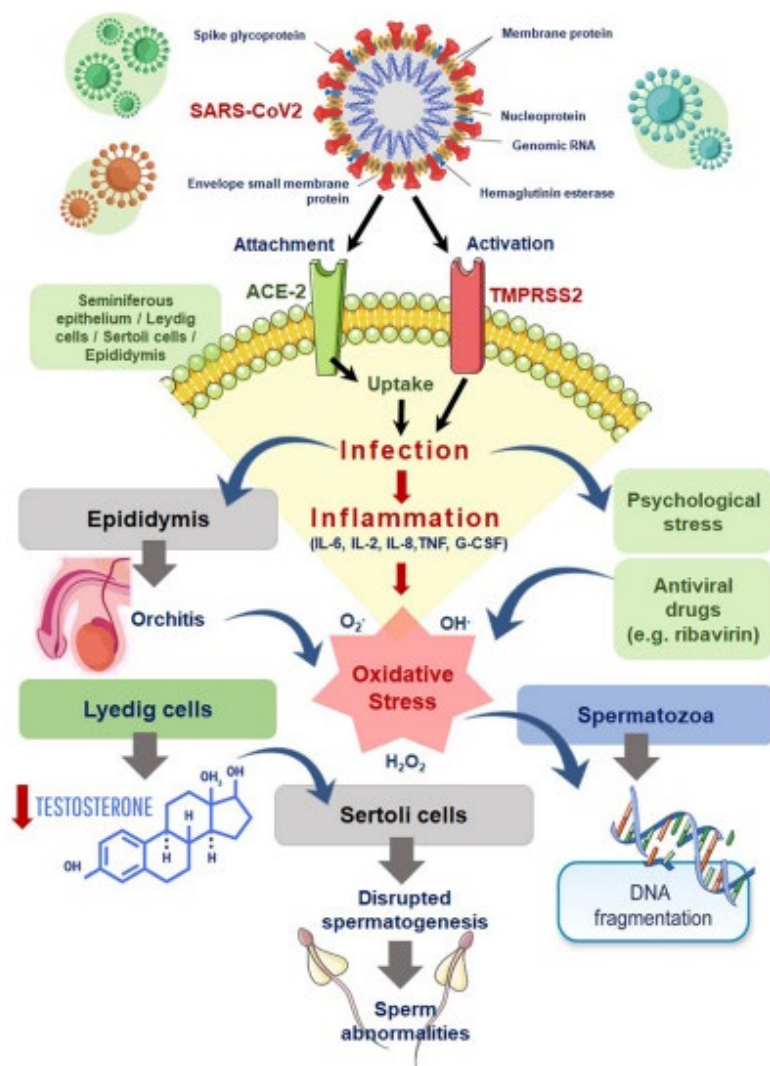 Spike glycoprotein
Membrane protein
SARS-CoV2
Nucleoprotein
Genomic RNA
Envelope small membrane
protein
Hemaglutinin esterase
Attachment
Activation
ACE-2
TMPRSS2
Seminiferous
epithelium / Leydig
cells / Sertoli cells /
Epididymis
Uptake
Infection
Epididymis
Inflammation
(IL-6, IL-2, IL-8,TNF, G-CSF)
Psychological
stress
Orchitis
O₂⁻
OH·
Antiviral
drugs
(e.g. ribavirin)
Oxidative
Stress
Lyedig cells
Spermatozoa
H₂O₂
TESTOSTERONE
OH
OH₃
H
H
H
OH
Sertoli cells
Disrupted
spermatogenesis
DNA
fragmentation
Sperm
abnormalities